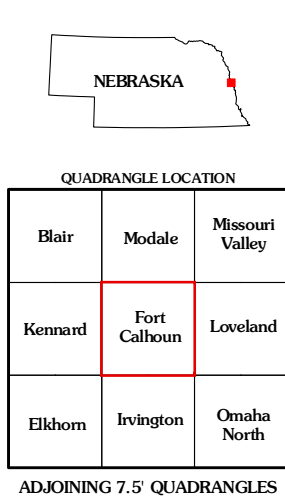 NEBRASKA
QUADRANGLE LOCATION
Blair
Modale
Missouri
Valley
Kennard
Fort
Calhoun
Loveland
Elkhorn
Irvington
Omaha
North
ADJOINING 7.5' QUADRANGLES